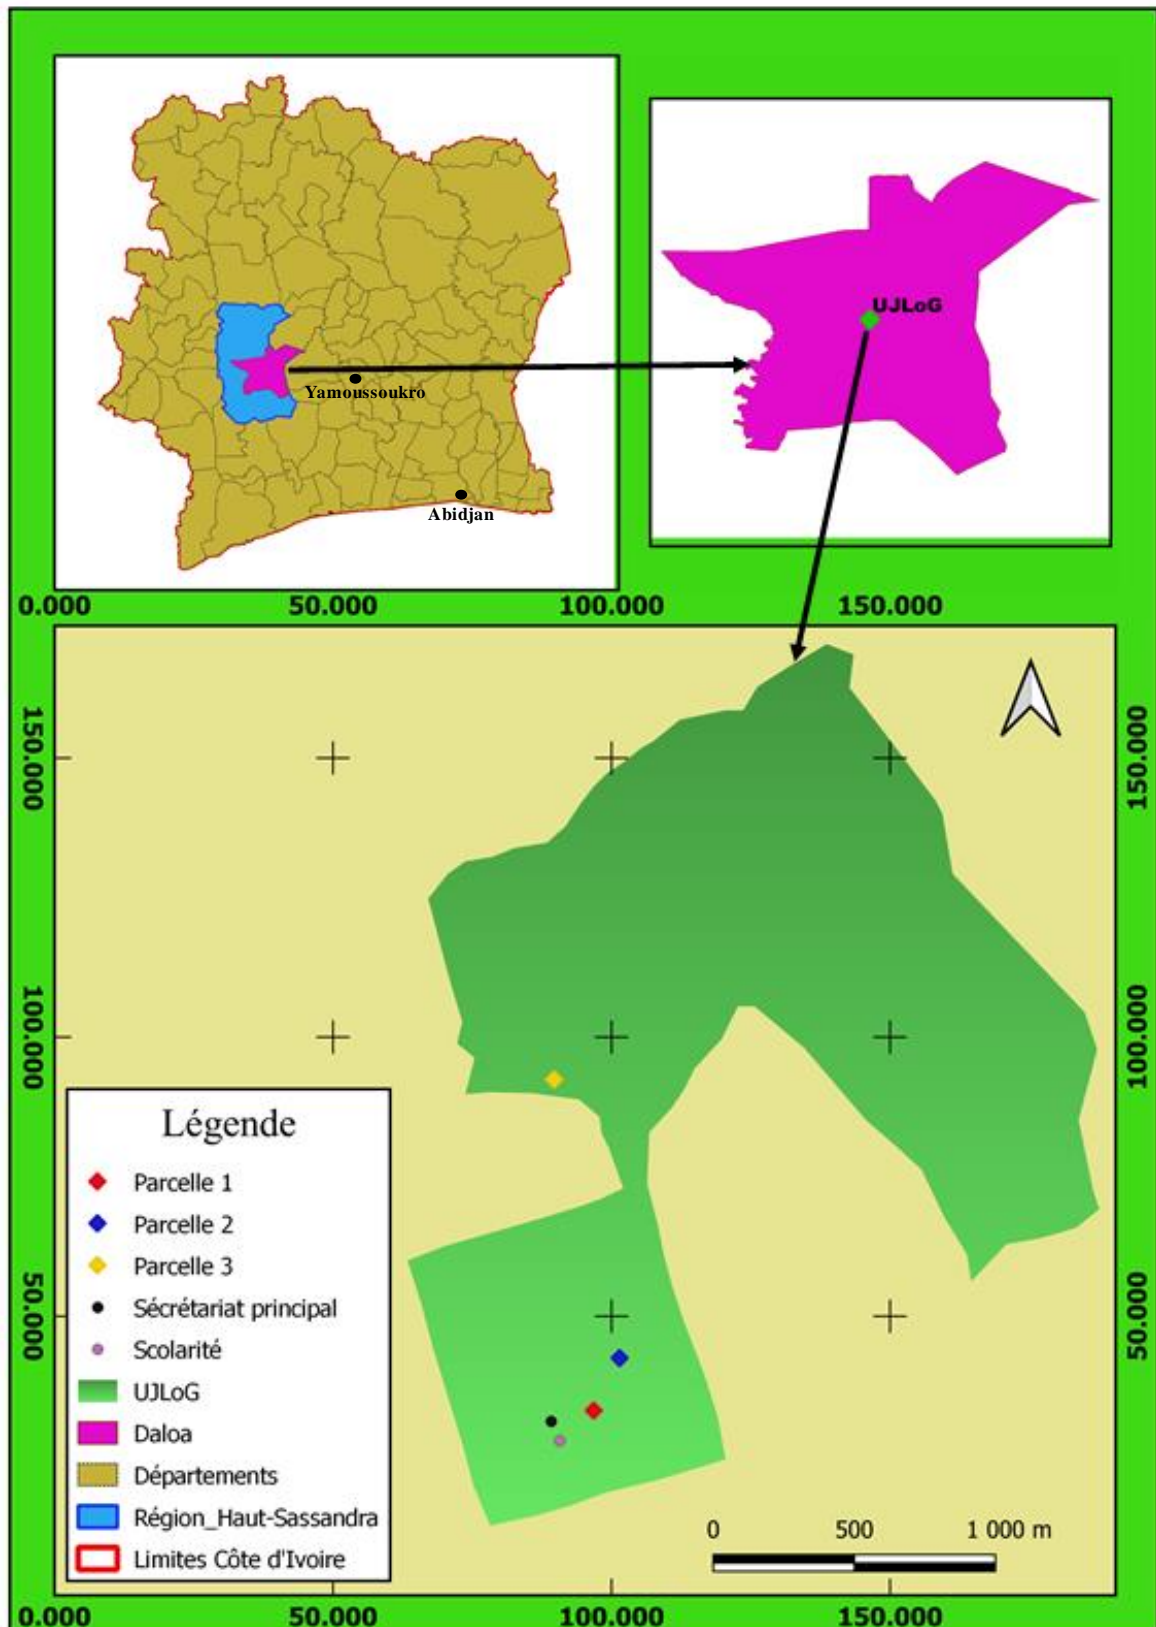 Yamoussoukro
Abidjan
UJLoG
0.000 50.000 100.000 150.000
150.000
100.000
50.000
150.000
100.000
50.000
Légende
Parcelle 1
Parcelle 2
Parcelle 3
Sécrétariat principal
Scolarité
UJLoG
Daloa
Départements
Région_Haut-Sassandra
Limites Côte d'Ivoire
0 500 1 000 m
0.000 50.000 100.000 150.000